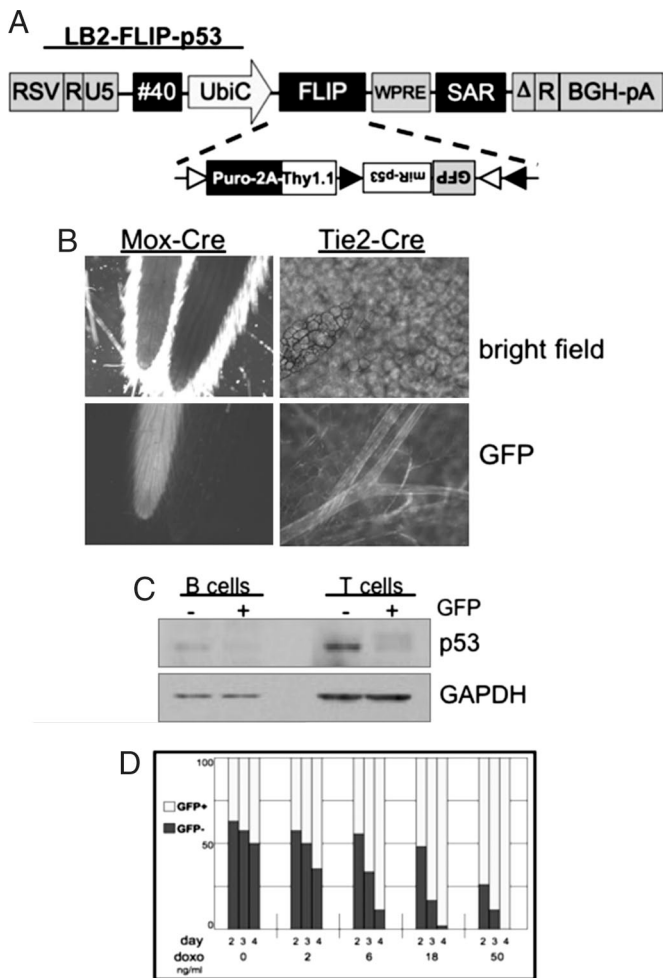 A
LB2-FLIP-p53
RSV R U5 #40 UbiC FLIP WPRE SAR Δ R BGH-pA
Puro-2A-Thy1.1 miR-p53 GFP
B
Mox-Cre Tie2-Cre
bright field
GFP
C
B cells T cells
- + - + GFP
p53
GAPDH
D
100
GFP+
GFP-
50
0
day 2 3 4 2 3 4 2 3 4 2 3 4 2 3 4
doxo 0 2 6 18 50
ng/ml